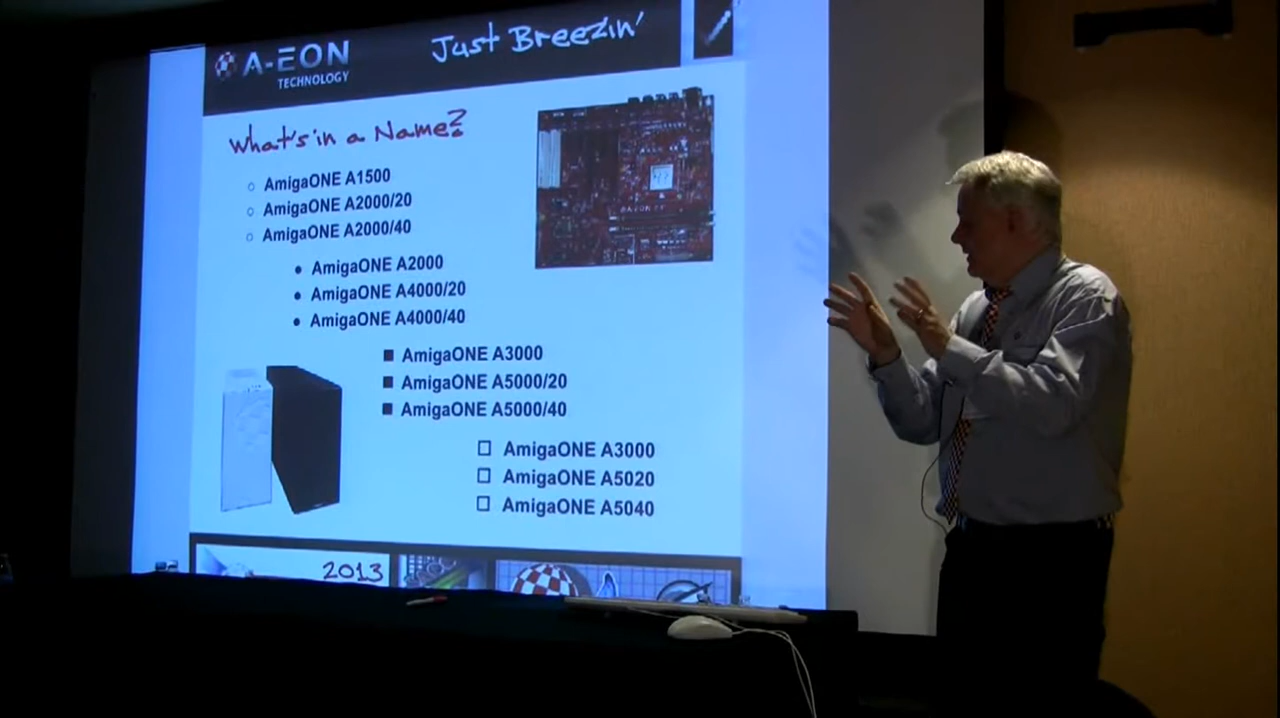 A-EON
TECHNOLOGY
Just Breezin'
What's in a Name?
AmigaONE A1500
AmigaONE A2000/20
AmigaONE A2000/40
AmigaONE A2000
AmigaONE A4000/20
AmigaONE A4000/40
AmigaONE A3000
AmigaONE A5000/20
AmigaONE A5000/40
AmigaONE A3000
AmigaONE A5020
AmigaONE A5040
2013